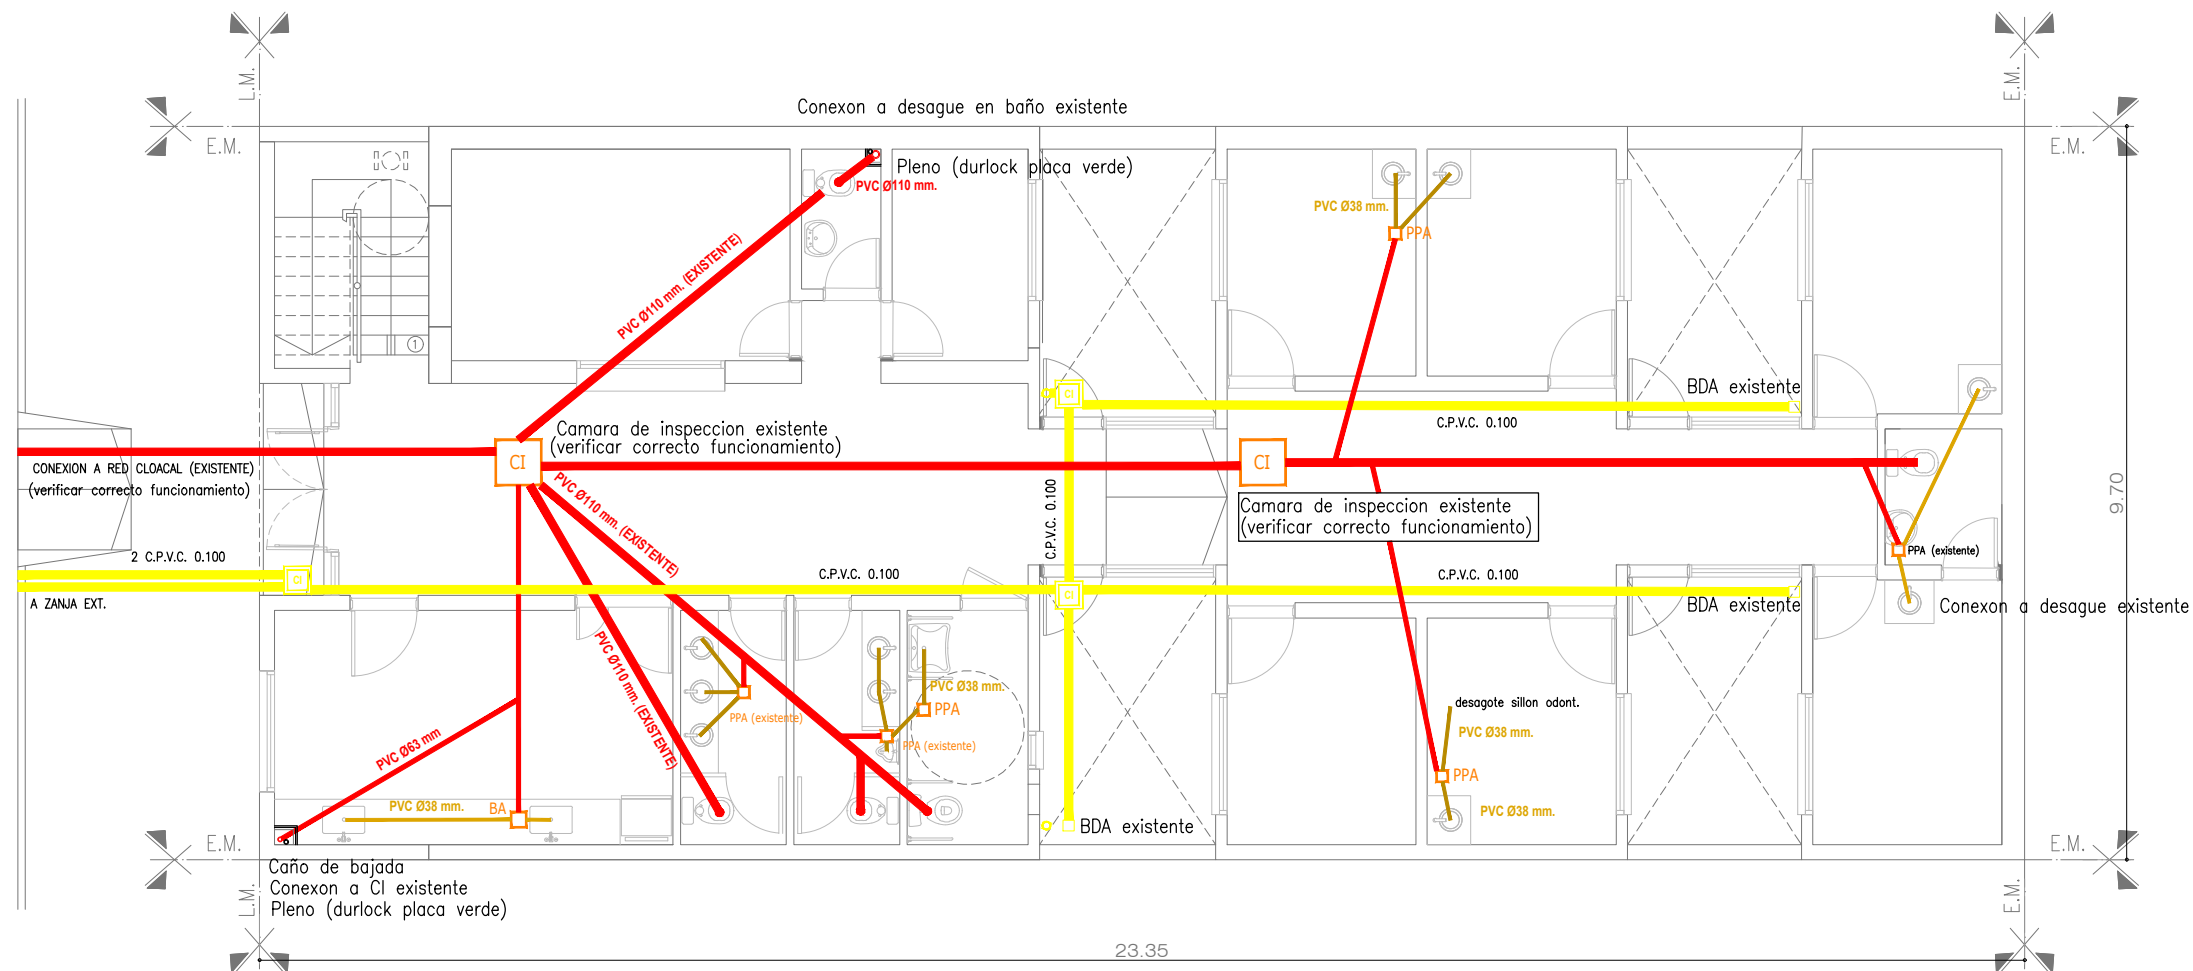 L.M.
E.M.
Conexon a desague en baño existente
E.M.
E.M.
Pleno (durlock placa verde)
PVC Ø110 mm.
PVC Ø38 mm.
PPA
PVC Ø110 mm. (EXISTENTE)
1
BDA existente
C.P.V.C. 0.100
Camara de inspeccion existente
(verificar correcto funcionamiento)
CI
CI
CI
CONEXION A RED CLOACAL (EXISTENTE)
(verificar correcto funcionamiento)
PVC Ø110 mm. (EXISTENTE)
C.P.V.C. 0.100
Camara de inspeccion existente
(verificar correcto funcionamiento)
9.70
PPA (existente)
2 C.P.V.C. 0.100
C.P.V.C. 0.100
C.P.V.C. 0.100
CI
A ZANJA EXT.
BDA existente
Conexon a desague existente
PVC Ø110 mm. (EXISTENTE)
PVC Ø38 mm.
PPA
PPA (existente)
PPA (existente)
desagote sillon odont.
PVC Ø38 mm.
PVC Ø63 mm
PPA
PVC Ø38 mm.
BA
PVC Ø38 mm.
BDA existente
E.M.
E.M.
Caño de bajada
Conexon a CI existente
Pleno (durlock placa verde)
L.M.
E.M.
23.35